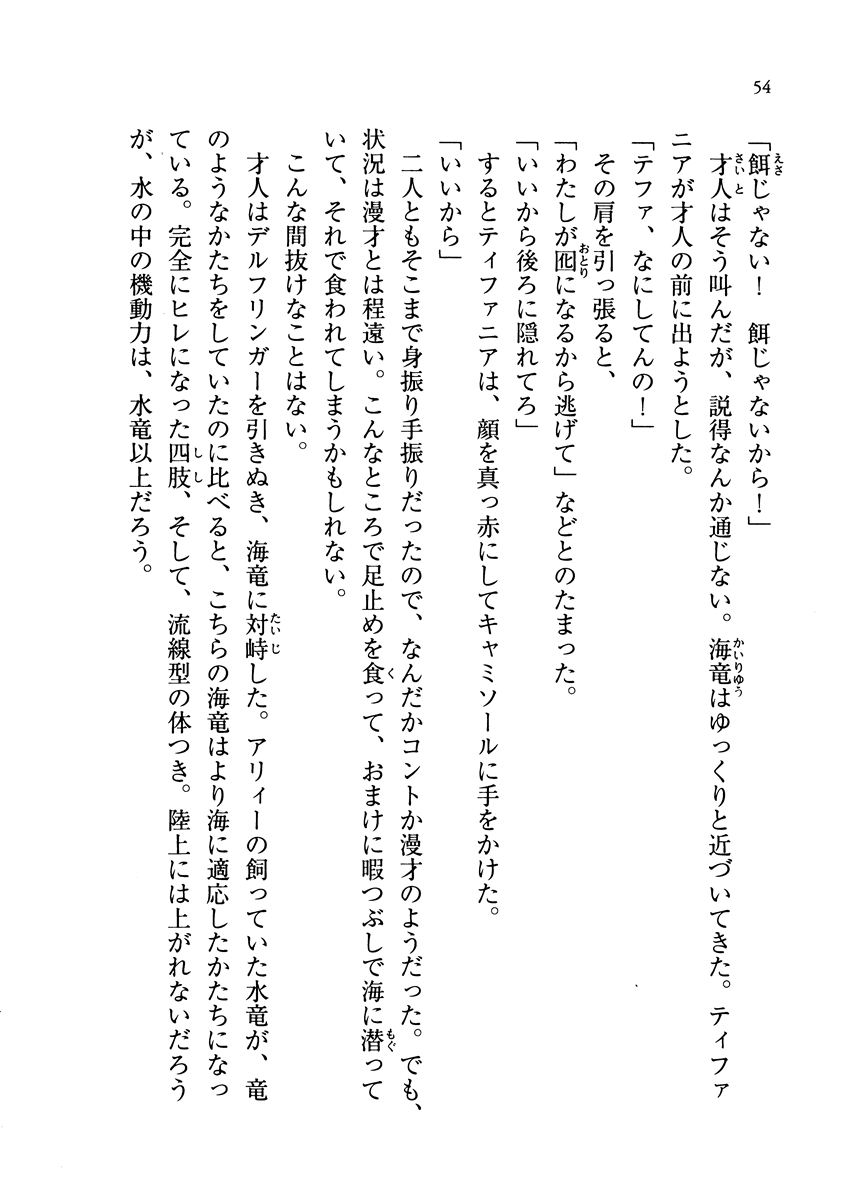 54
「餌じゃない！　餌じゃないから！」
　才人はそう叫んだが、説得なんか通じない。海竜はゆっくりと近づいてきた。ティファ
ニアが才人の前に出ようとした。
「テファ、なにしてんの！」
　その肩を引っ張ると、
「わたしが囮になるから逃げて」などとのたまった。
「いいから後ろに隠れてろ」
　するとティファニアは、顔を真っ赤にしてキャミソールに手をかけた。
「いいから」
　二人ともそこまで身振り手振りだったので、なんだかコントか漫才のようだった。でも、
状況は漫才とは程遠い。こんなところで足止めを食って、おまけに暇つぶしで海に潜って
いて、それで食われてしまうかもしれない。
　こんな間抜けなことはない。
　才人はデルフリンガーを引きぬき、海竜に対峙した。アリィーの飼っていた水竜が、竜
のようなかたちをしていたのに比べると、こちらの海竜はより海に適応したかたちになっ
ている。完全にヒレになった四肢、そして、流線型の体つき。陸上には上がれないだろう
が、水の中の機動力は、水竜以上だろう。